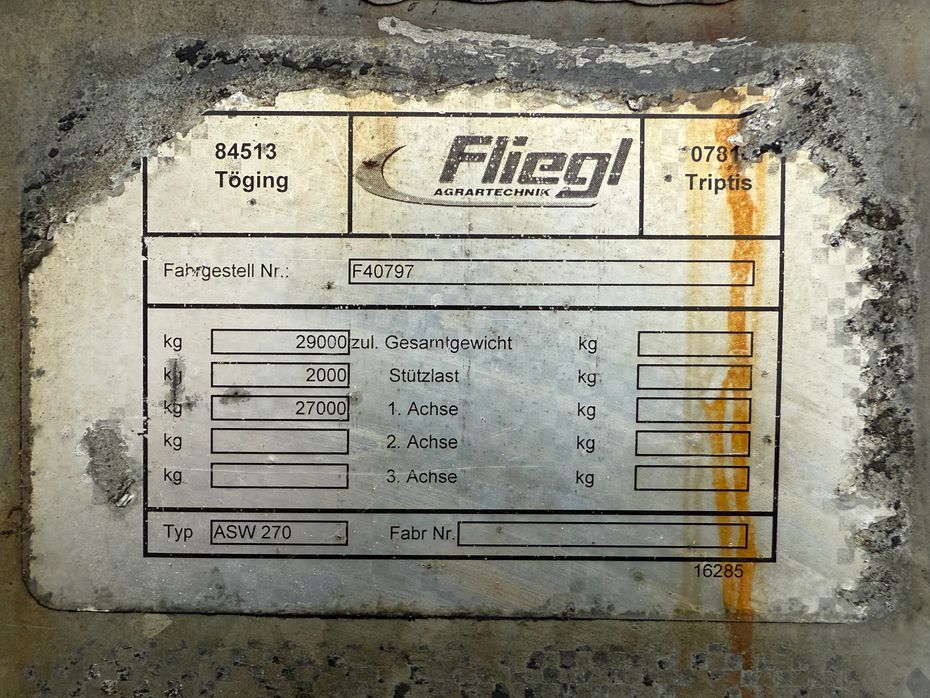 84513
Töging
Fliegl
AGRARTECHNIK
Triptis
Fahrgestell Nr.: F40797
kg 29000 zul. Gesamtgewicht kg
kg 2000 Stützlast kg
kg 27000 1. Achse kg
kg 2. Achse kg
kg 3. Achse kg
Typ ASW 270 Fabr Nr.
16285